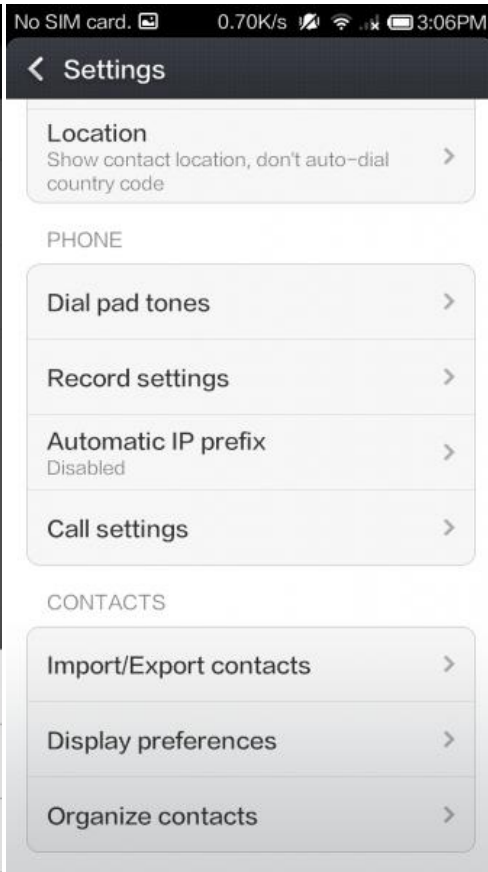 No SIM card. 0.70K/s 3:06PM
Settings
Location
Show contact location, don't auto-dial
country code
PHONE
Dial pad tones
Record settings
Automatic IP prefix
Disabled
Call settings
CONTACTS
Import/Export contacts
Display preferences
Organize contacts